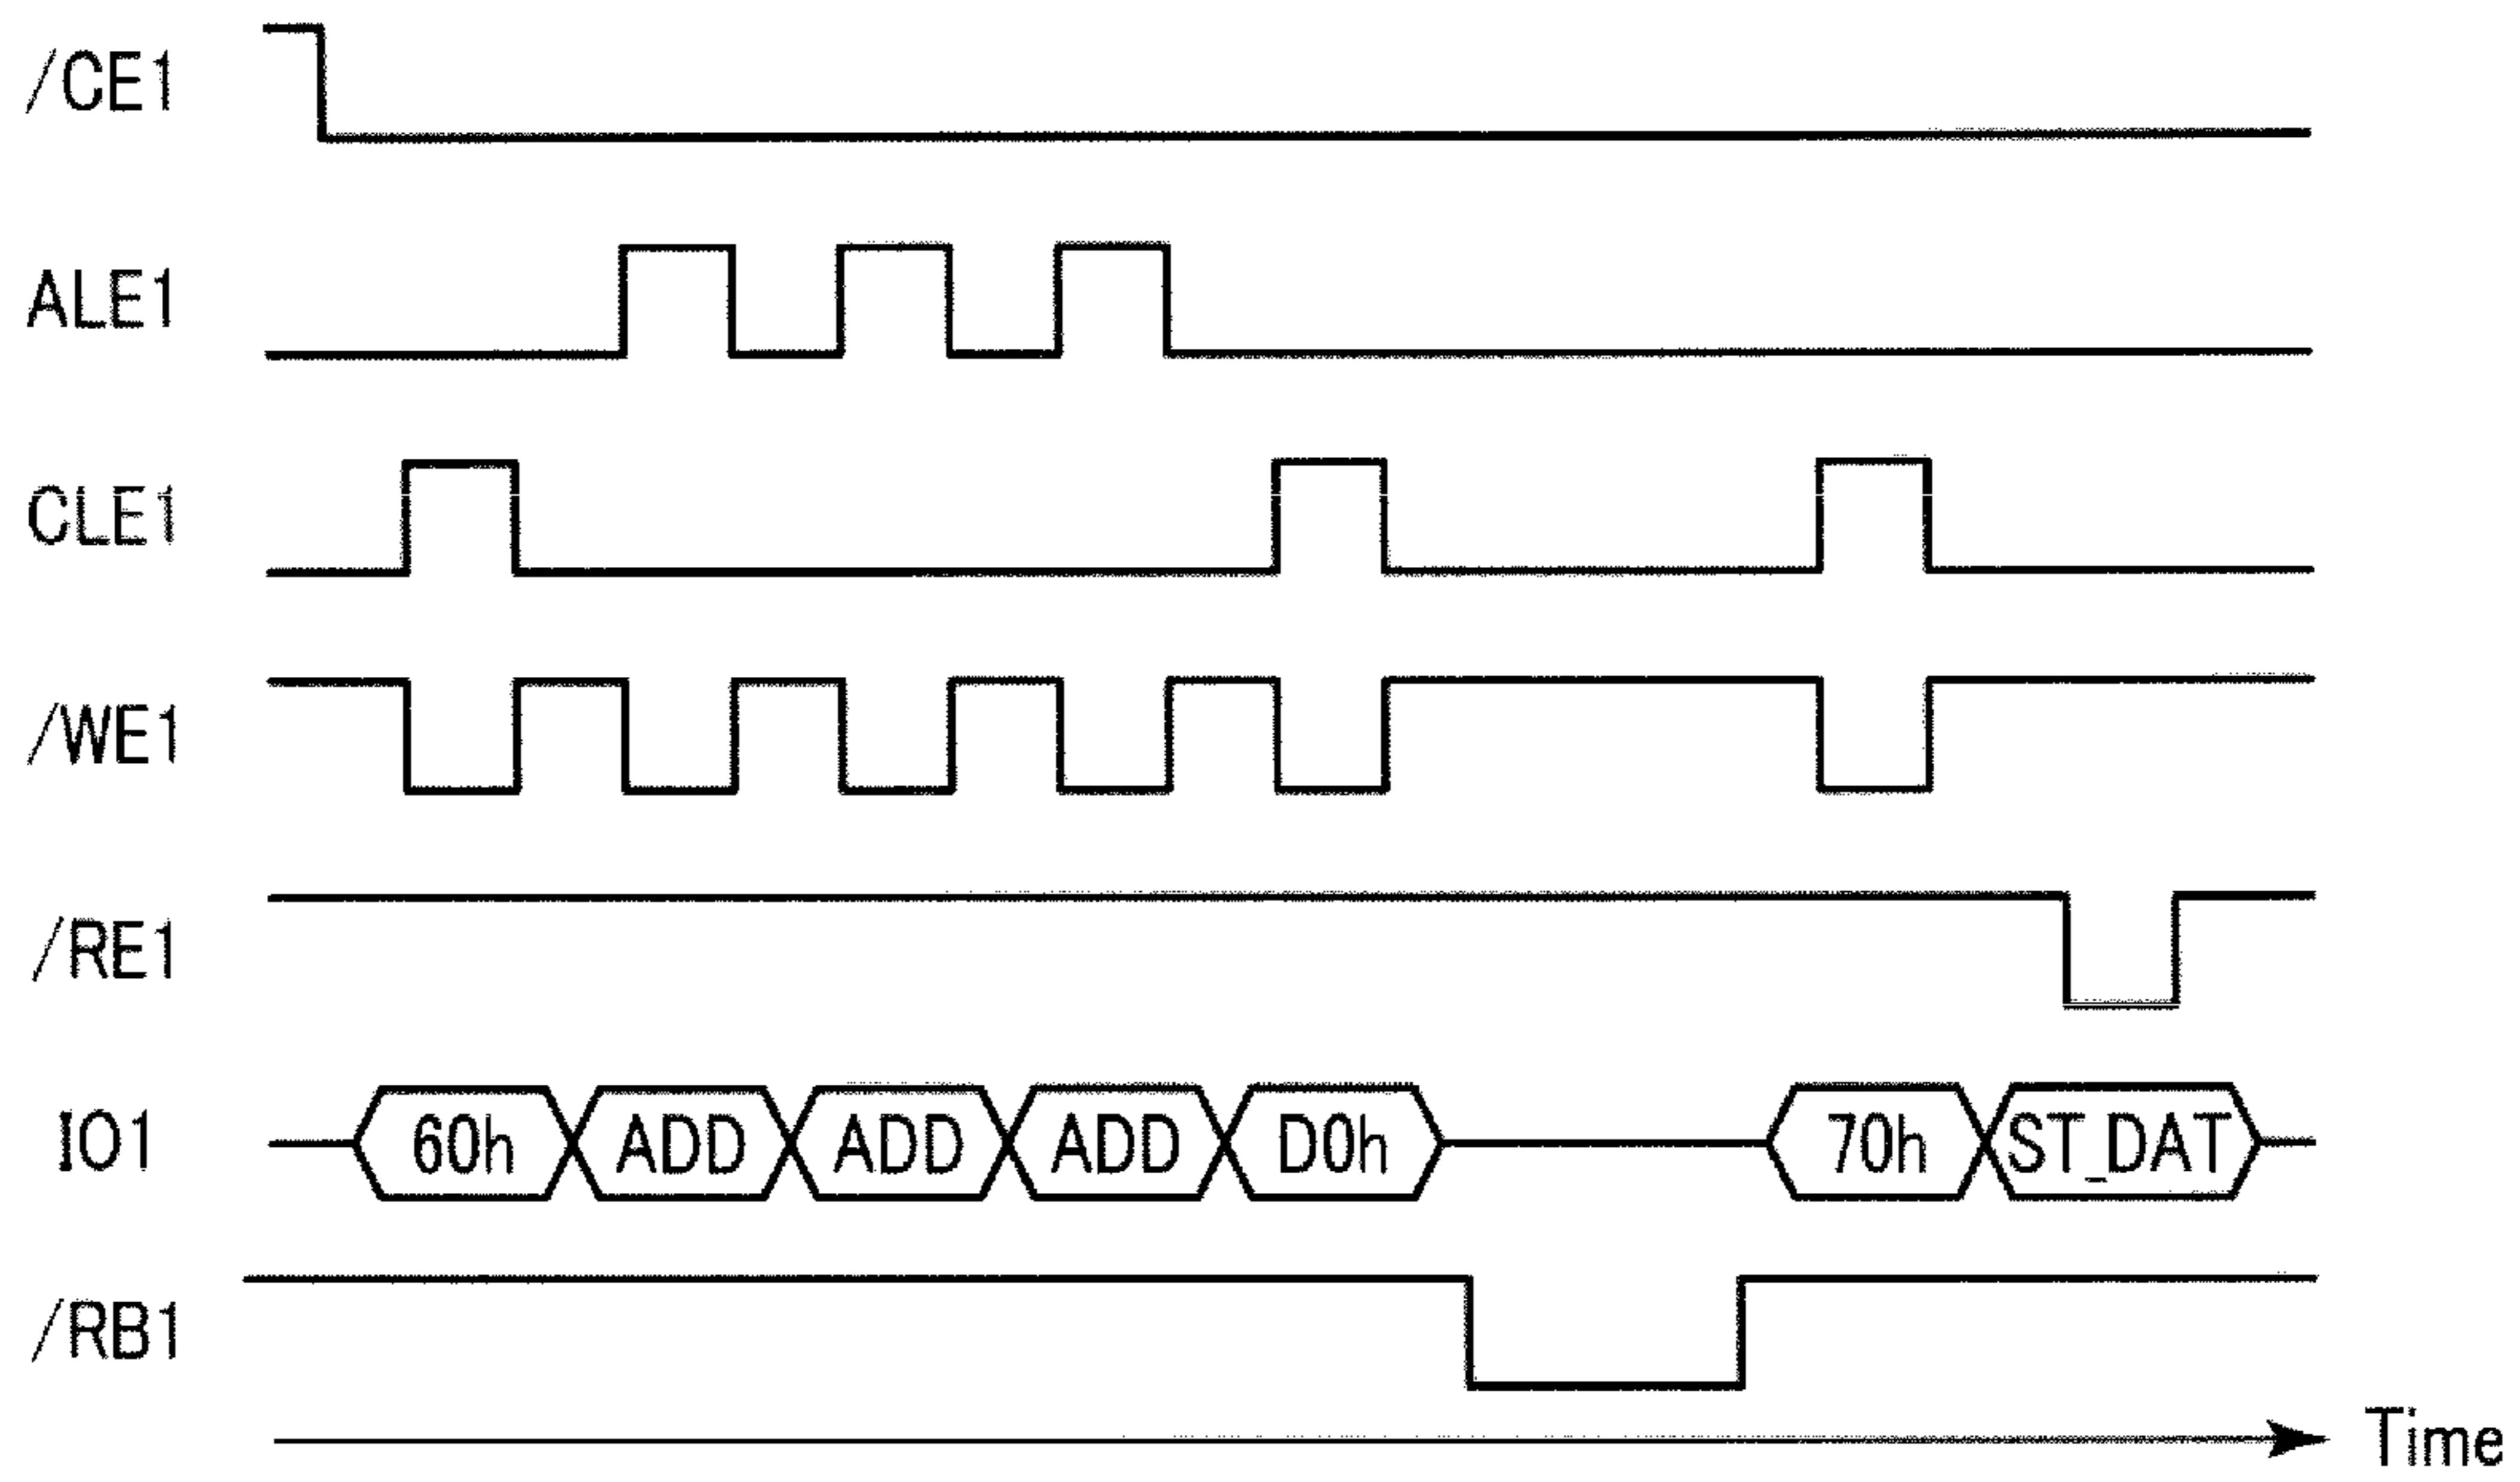 /CE1
ALE1
CLE1
/WE1
/RE1
IO1 60h ADD ADD ADD D0h 70h ST_DAT
/RB1
Time